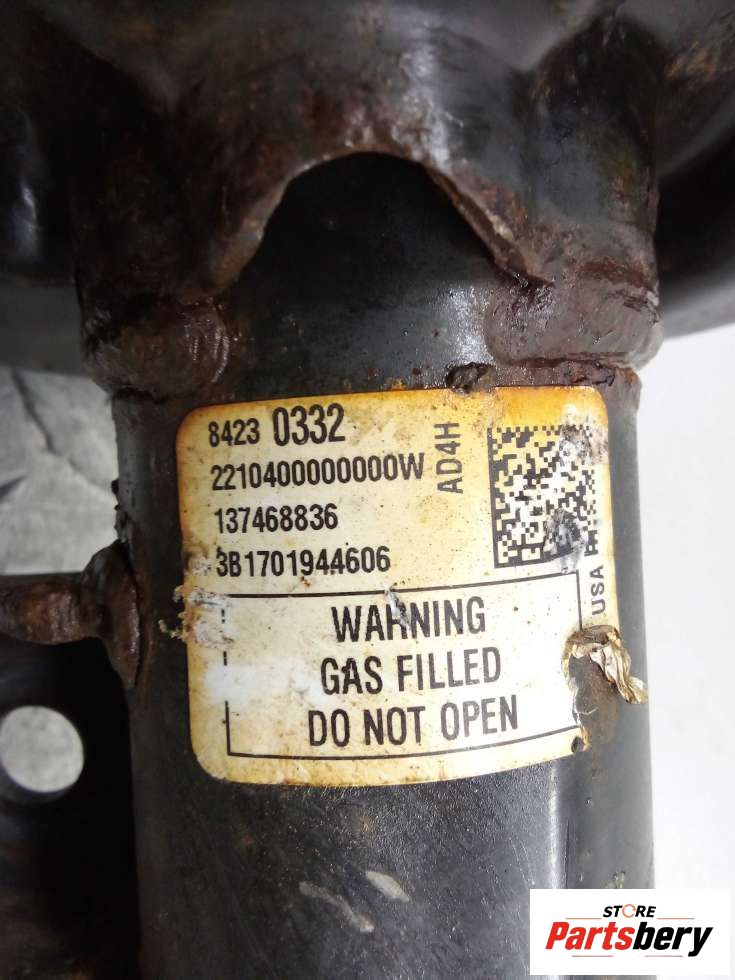 8423 0332
2210400000000W
AD4H
137468836
3B1701944606
USA
WARNING
GAS FILLED
DO NOT OPEN
STORE
Partsbery